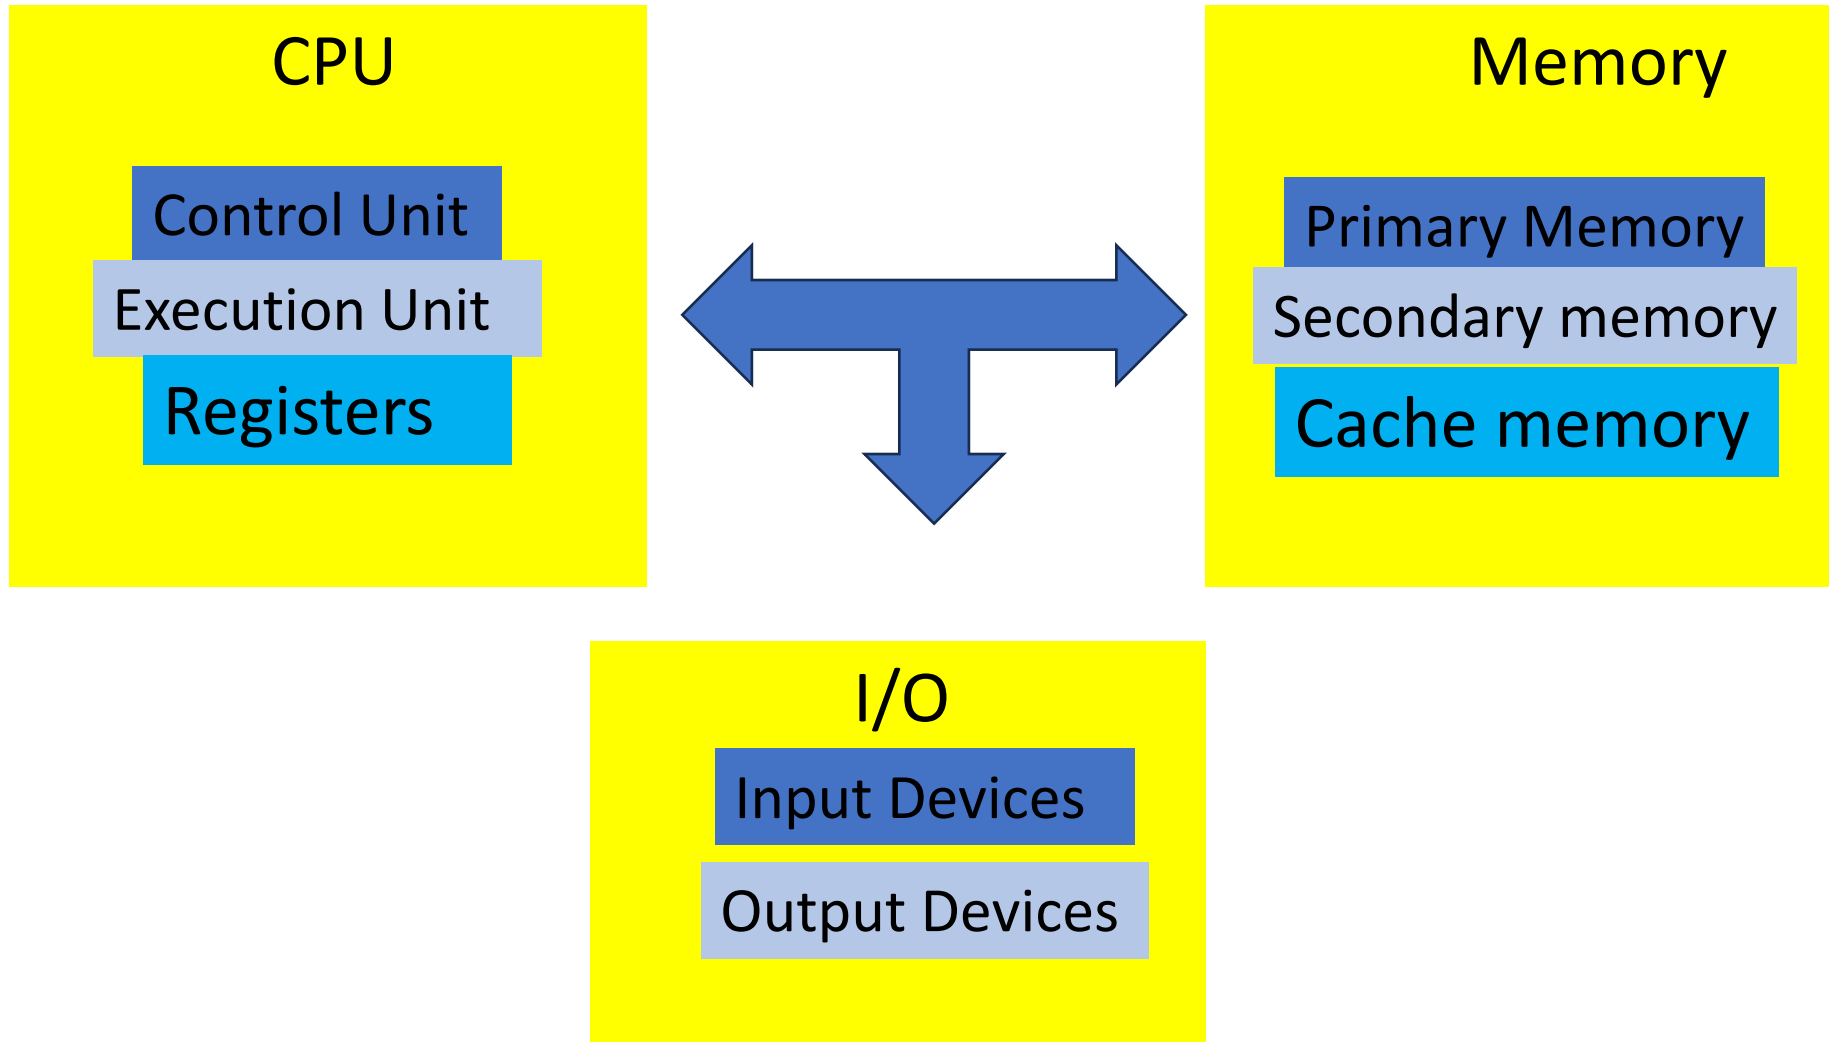 CPU
Control Unit
Execution Unit
Registers
Memory
Primary Memory
Secondary memory
Cache memory
I/O
Input Devices
Output Devices